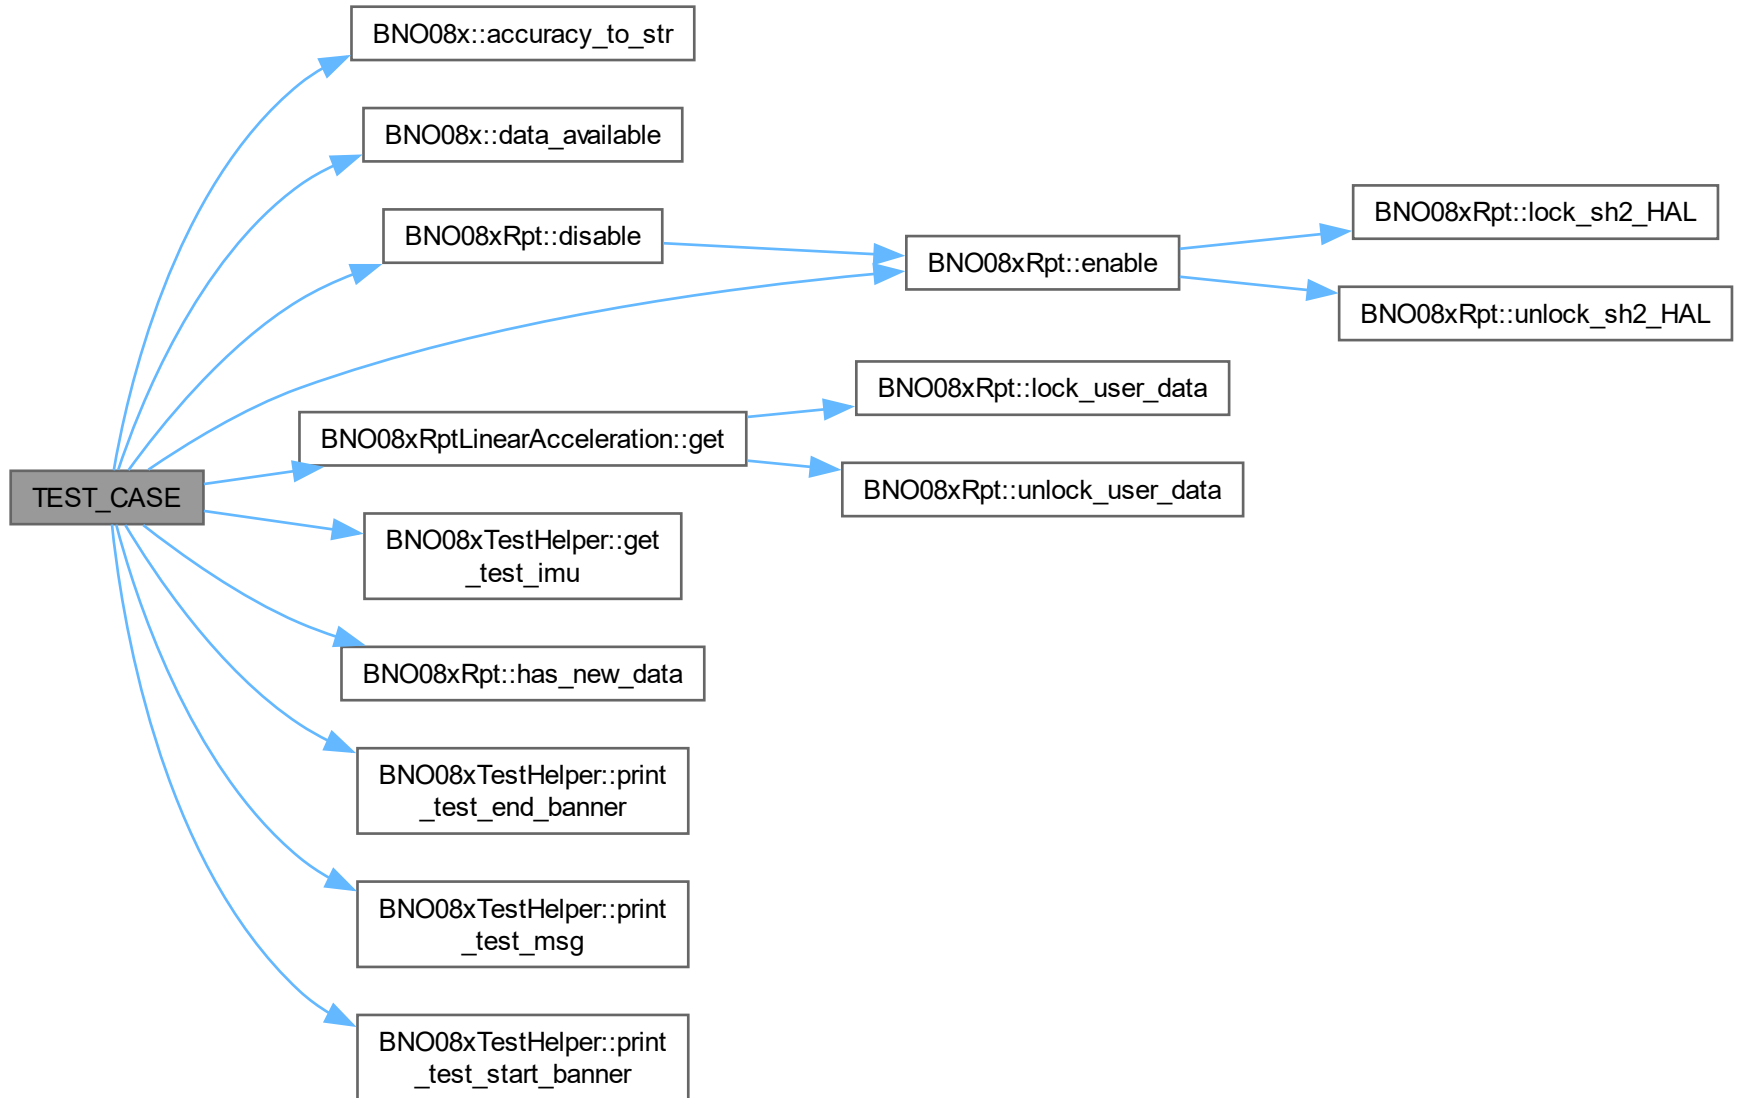 BNO08x::accuracy_to_str
BNO08x::data_available
BNO08xRpt::disable
BNO08xRpt::enable
BNO08xRpt::lock_sh2_HAL
BNO08xRpt::unlock_sh2_HAL
BNO08xRpt::lock_user_data
BNO08xRptLinearAcceleration::get
BNO08xRpt::unlock_user_data
TEST_CASE
BNO08xTestHelper::get
_test_imu
BNO08xRpt::has_new_data
BNO08xTestHelper::print
_test_end_banner
BNO08xTestHelper::print
_test_msg
BNO08xTestHelper::print
_test_start_banner